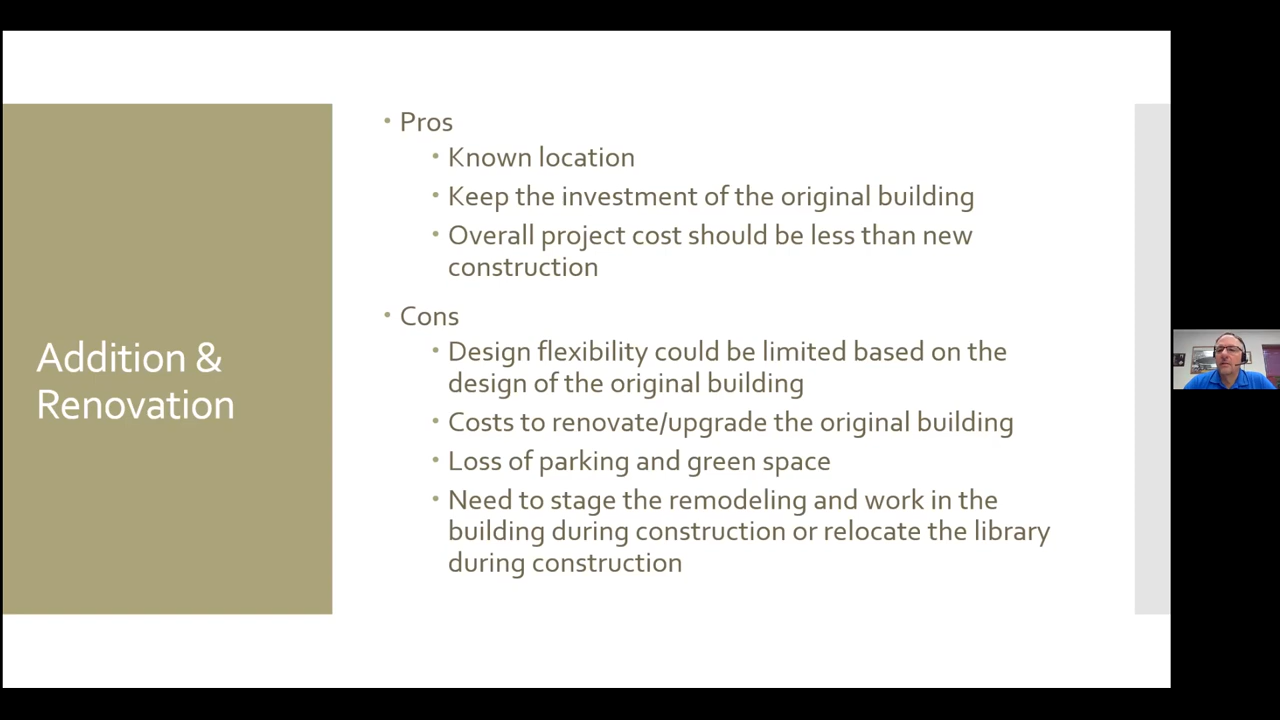 Addition &
Renovation
• Pros
• Known location
• Keep the investment of the original building
• Overall project cost should be less than new
construction
• Cons
• Design flexibility could be limited based on the
design of the original building
• Costs to renovate/upgrade the original building
• Loss of parking and green space
• Need to stage the remodeling and work in the
building during construction or relocate the library
during construction